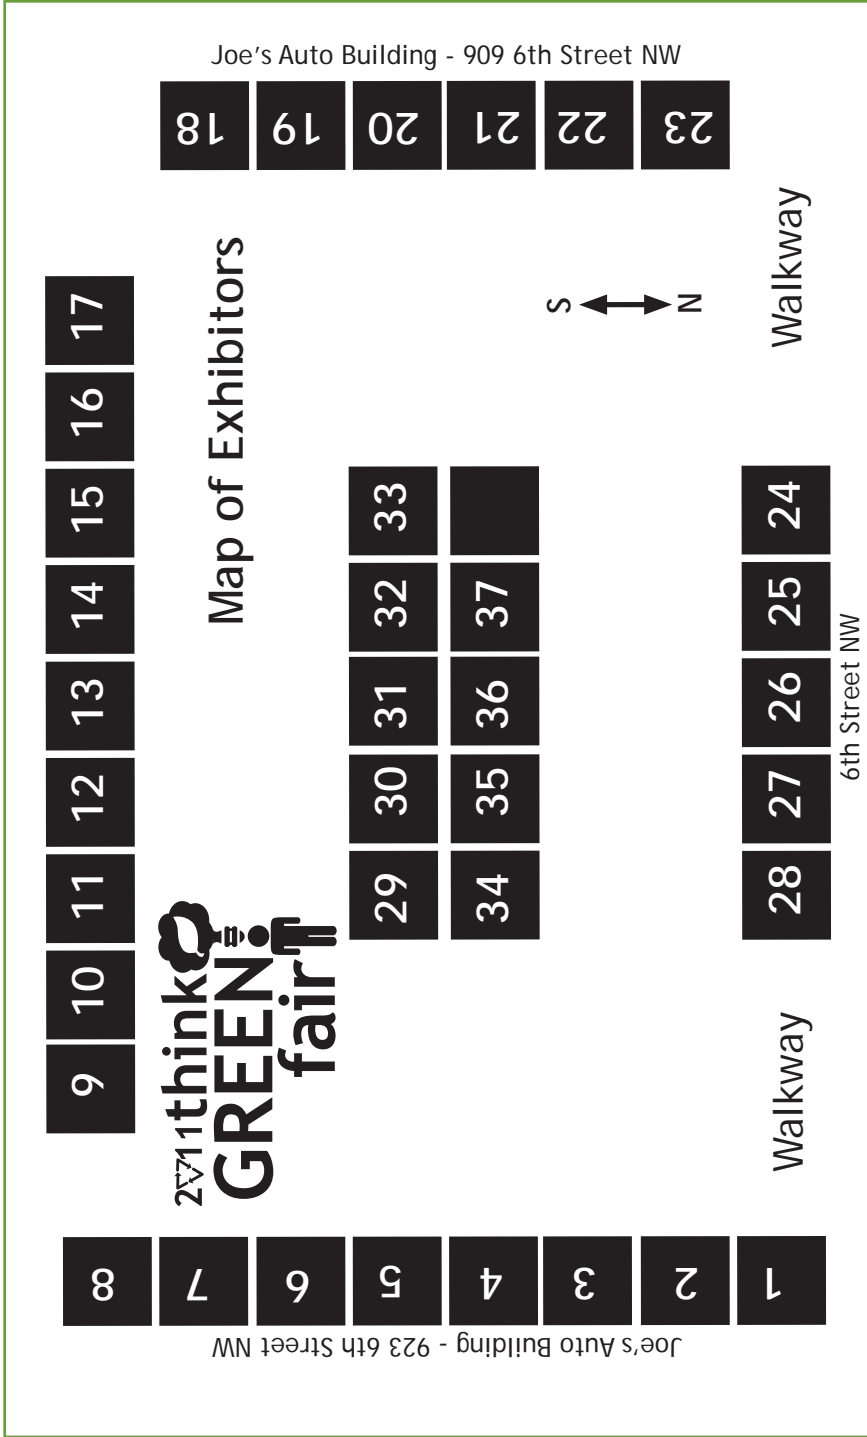 Joe's Auto Building - 909 6th Street NW
18 19 20 21 22 23
Map of Exhibitors
2011 think
GREEN
fair
9 10 11 12 13 14 15 16 17
29 30 31 32 33
34 35 36 37
S
N
Walkway
Walkway
28 27 26 25 24
6th Street NW
8 7 6 5 4 3 2 1
Joe's Auto Building - 923 6th Street NW